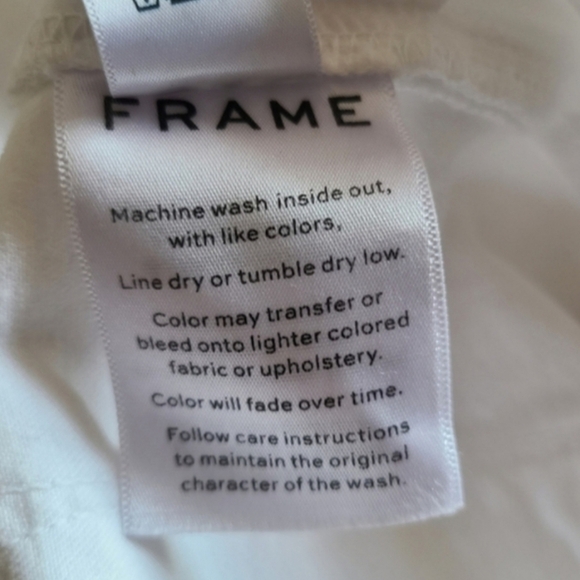 FRAME
Machine wash inside out,
with like colors,
Line dry or tumble dry low.
Color may transfer or
bleed onto lighter colored
fabric or upholstery.
Color will fade over time.
Follow care instructions
to maintain the original
character of the wash.